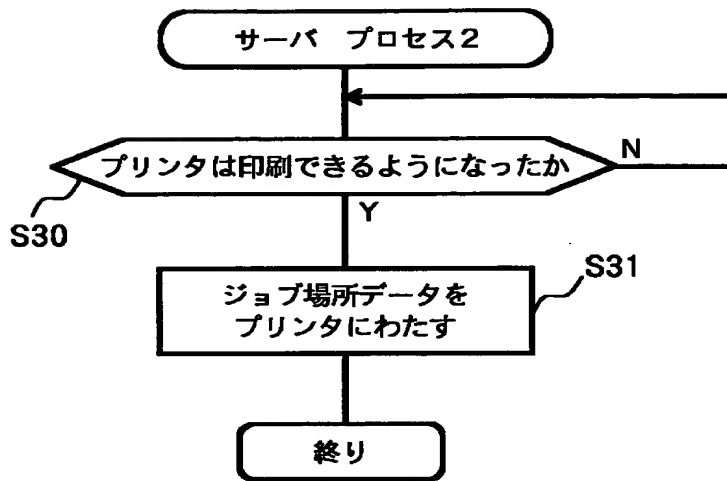 サーバ プロセス2
プリンタは印刷できるようになったか
N
S30
Y
S31
ジョブ場所データを
プリンタにわたす
終り